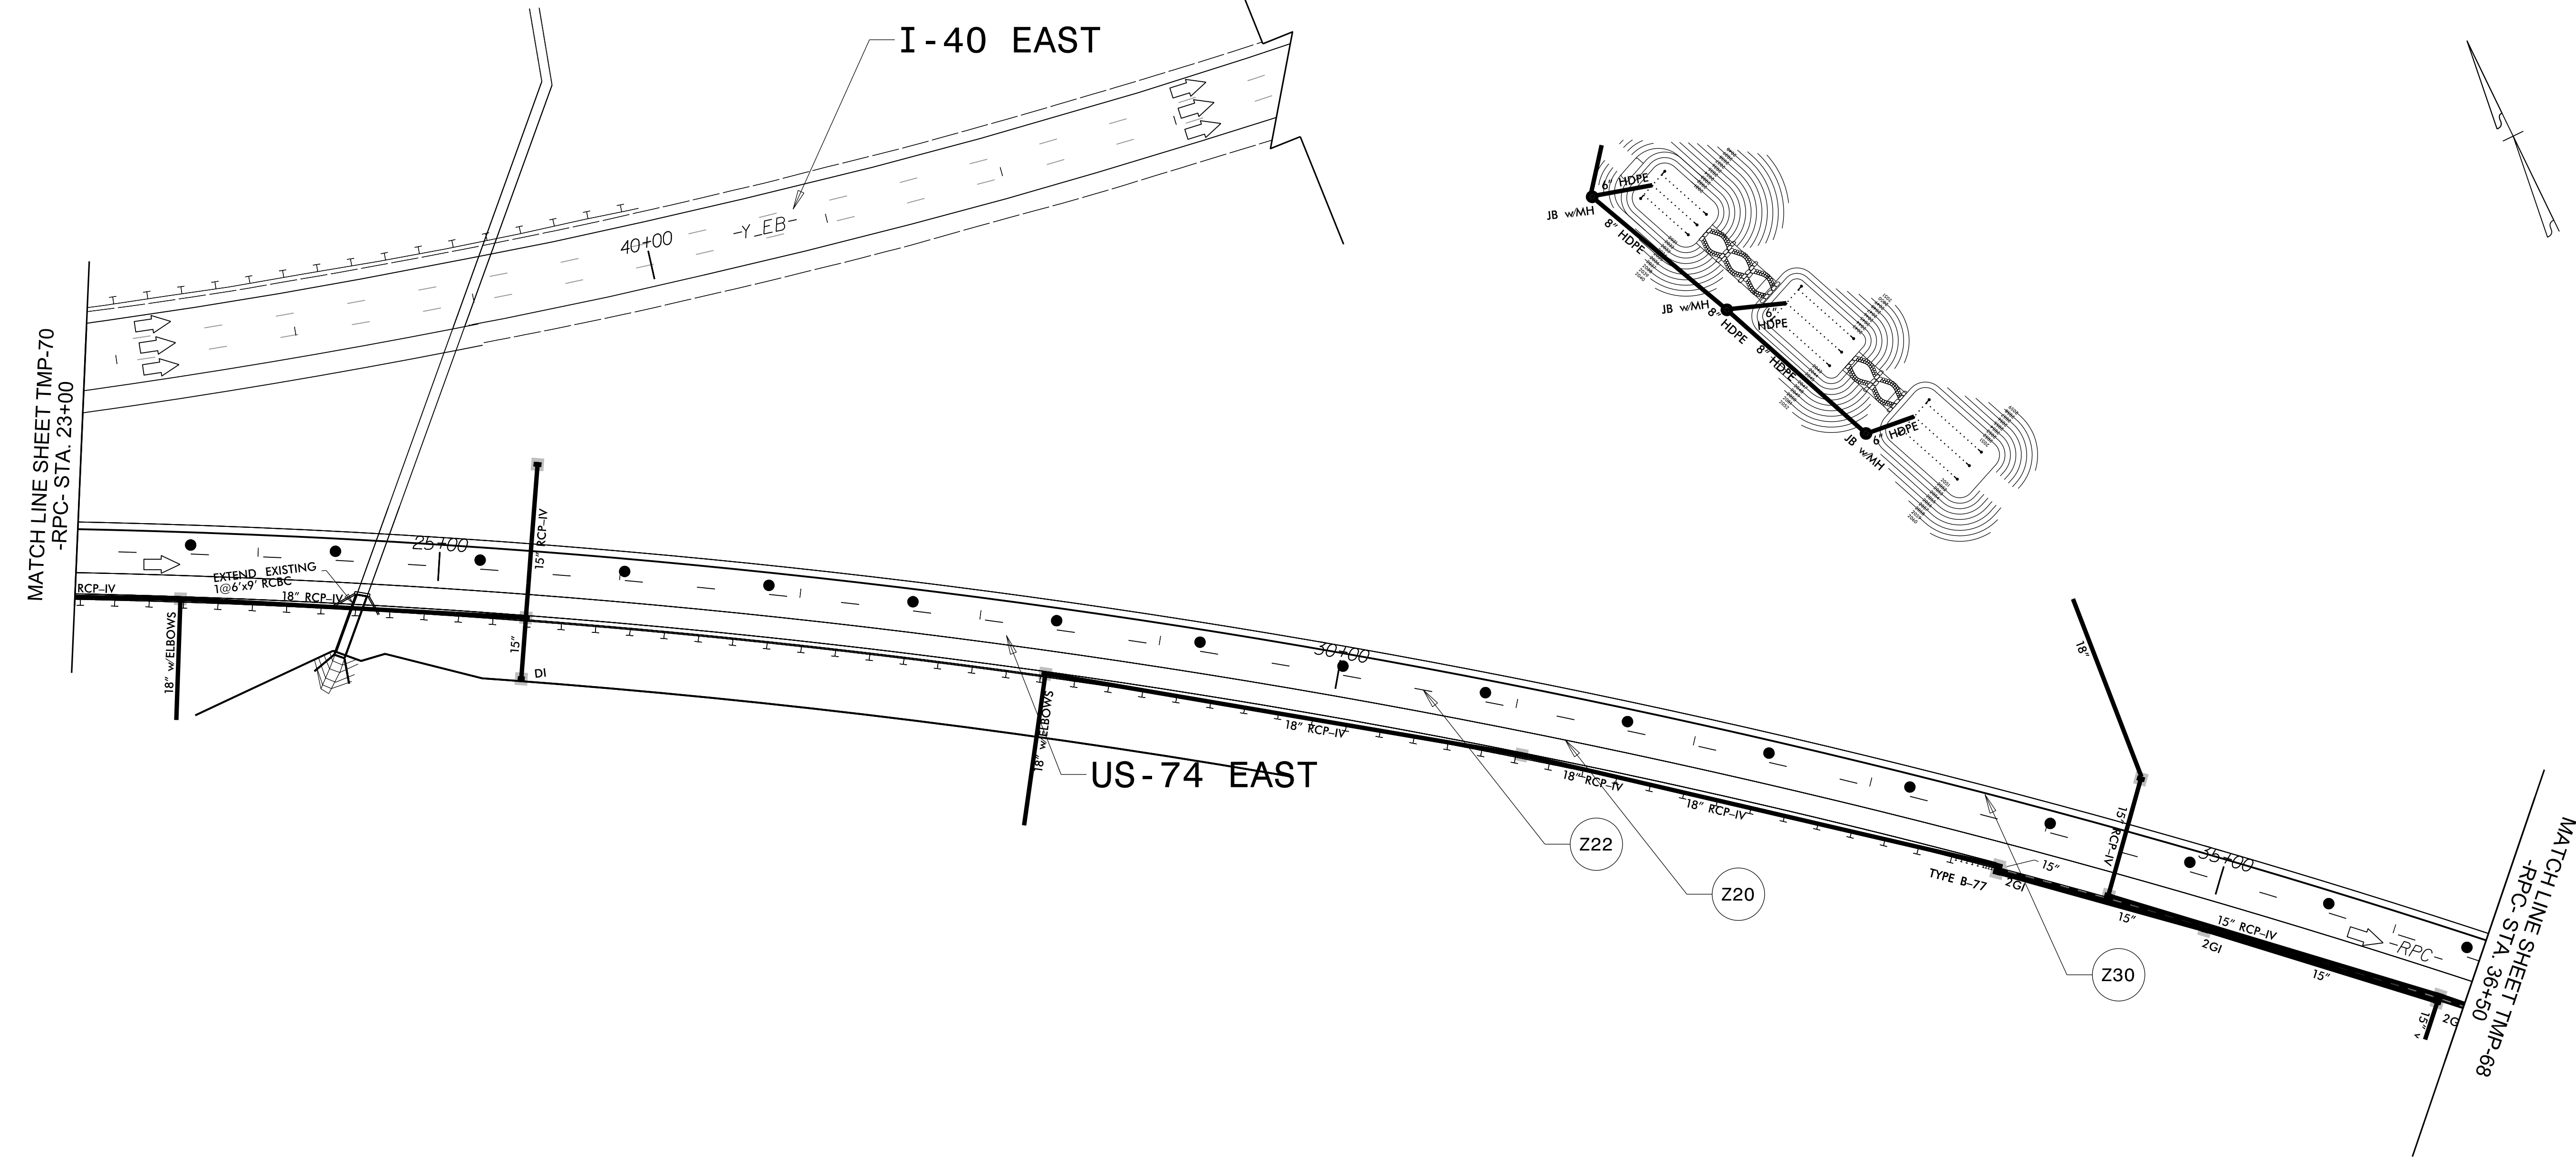 I-40 EAST
40+00
-Y_EB-
MATCH LINE SHEET TMP-70
-RPC- STA. 23+00
6" HDPE
JB w/MH
8" HDPE
JB w/MH
6"
HDPE
8" HDPE
8" HDPE
6" HDPE
JB
w/MH
15" RCP-IV
25+00
EXTEND EXISTING
1@6'x9' RCBC
RCP-IV
18" RCP-IV
18" w/ELBOWS
15"
DI
30+00
18" w/ELBOWS
18" RCP-IV
US-74 EAST
18" RCP-IV
18" RCP-IV
Z22
Z20
Z30
18"
15" RCP-IV
35+00
15"
TYPE B-77
2GI
15"
15" RCP-IV
2GI
15"
-RPC-
15" v
2G
MATCH LINE SHEET TMP-68
-RPC- STA. 36+50